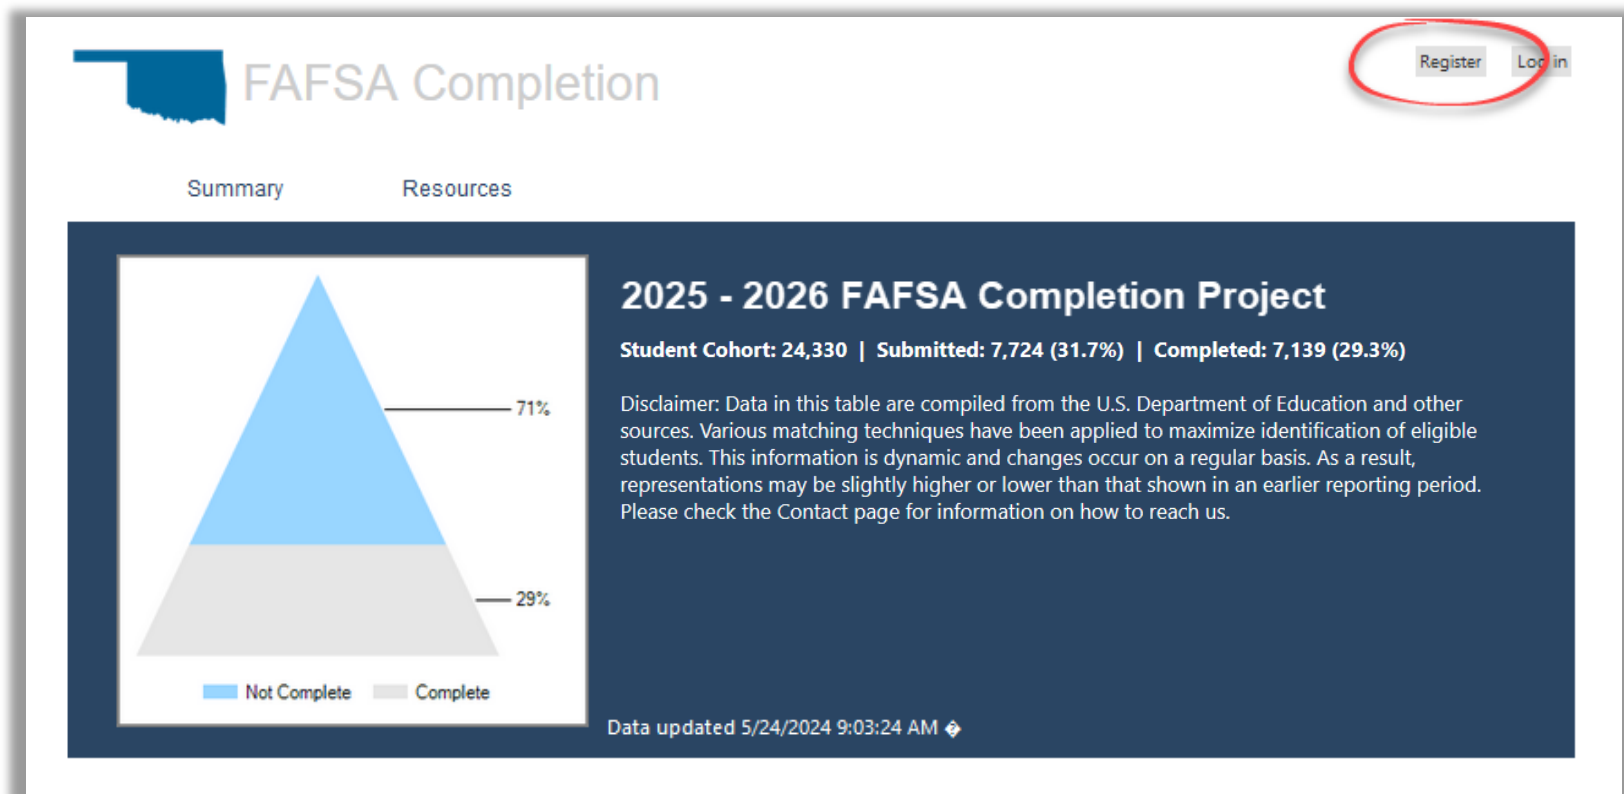 FAFSA Completion
Register
Log in
Summary
Resources
2025 - 2026 FAFSA Completion Project
Student Cohort: 24,330 | Submitted: 7,724 (31.7%) | Completed: 7,139 (29.3%)
Disclaimer: Data in this table are compiled from the U.S. Department of Education and other
sources. Various matching techniques have been applied to maximize identification of eligible
students. This information is dynamic and changes occur on a regular basis. As a result,
representations may be slightly higher or lower than that shown in an earlier reporting period.
Please check the Contact page for information on how to reach us.
71%
29%
Not Complete
Complete
Data updated 5/24/2024 9:03:24 AM �